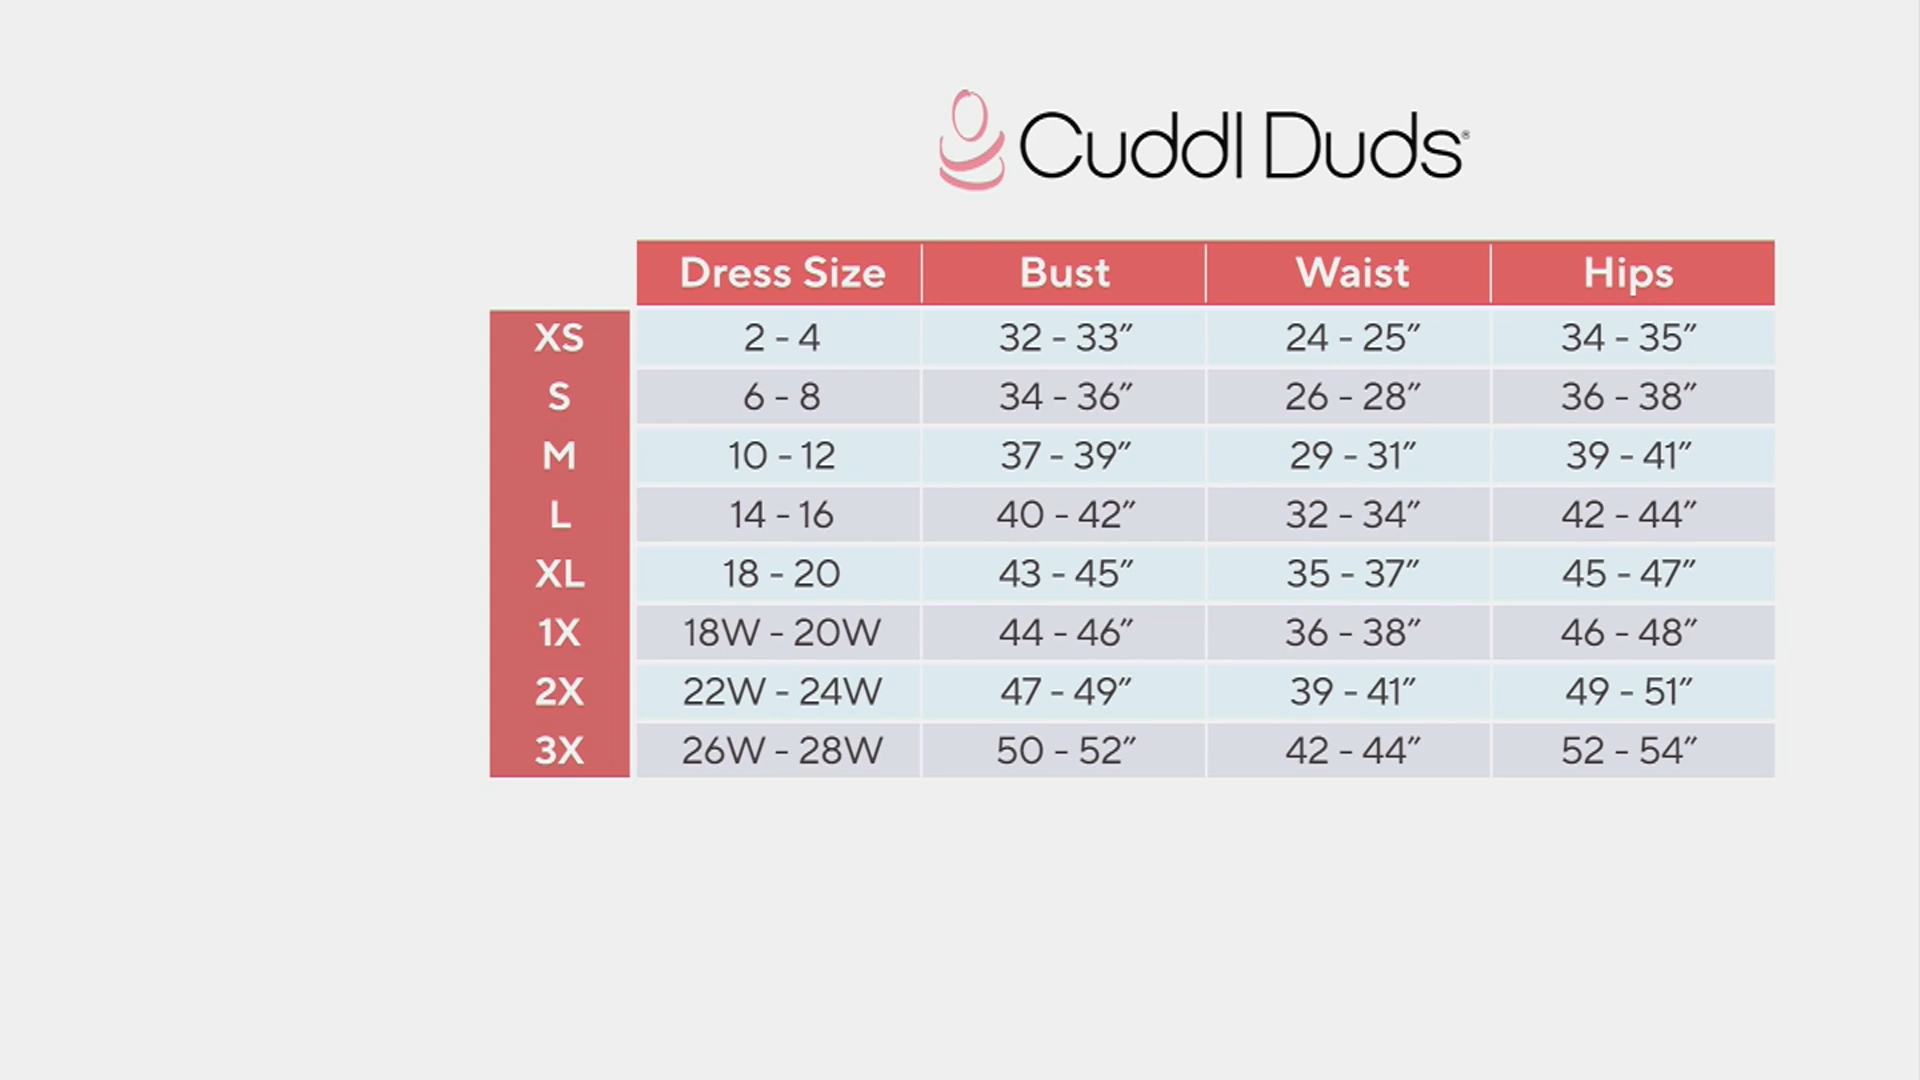 Cuddl Duds®
Dress Size Bust Waist Hips
XS 2 - 4 32 - 33″ 24 - 25″ 34 - 35″
S 6 - 8 34 - 36″ 26 - 28″ 36 - 38″
M 10 - 12 37 - 39″ 29 - 31″ 39 - 41″
L 14 - 16 40 - 42″ 32 - 34″ 42 - 44″
XL 18 - 20 43 - 45″ 35 - 37″ 45 - 47″
1X 18W - 20W 44 - 46″ 36 - 38″ 46 - 48″
2X 22W - 24W 47 - 49″ 39 - 41″ 49 - 51″
3X 26W - 28W 50 - 52″ 42 - 44″ 52 - 54″